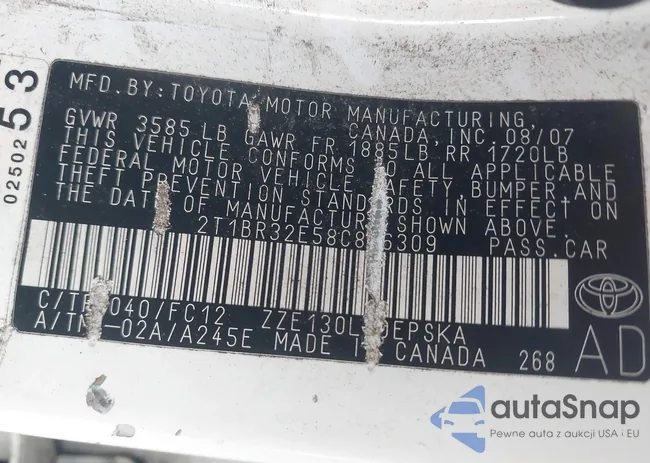 MFD. BY: TOYOTA MOTOR MANUFACTURING
CANADA, INC. 08/07
GVWR 3585 LB GAWR FR 1885LB RR 1720LB
THIS VEHICLE CONFORMS TO ALL APPLICABLE
FEDERAL MOTOR VEHICLE SAFETY, BUMPER, AND
THEFT PREVENTION STANDARDS IN EFFECT ON
THE DATE OF MANUFACTURE SHOWN ABOVE.
PASS. CAR
C/TR 040/FC12
A/TM -02A/A245E MADE IN CANADA 268
AD
0250253
autaSnap
Pewne auta z aukcji USA i EU